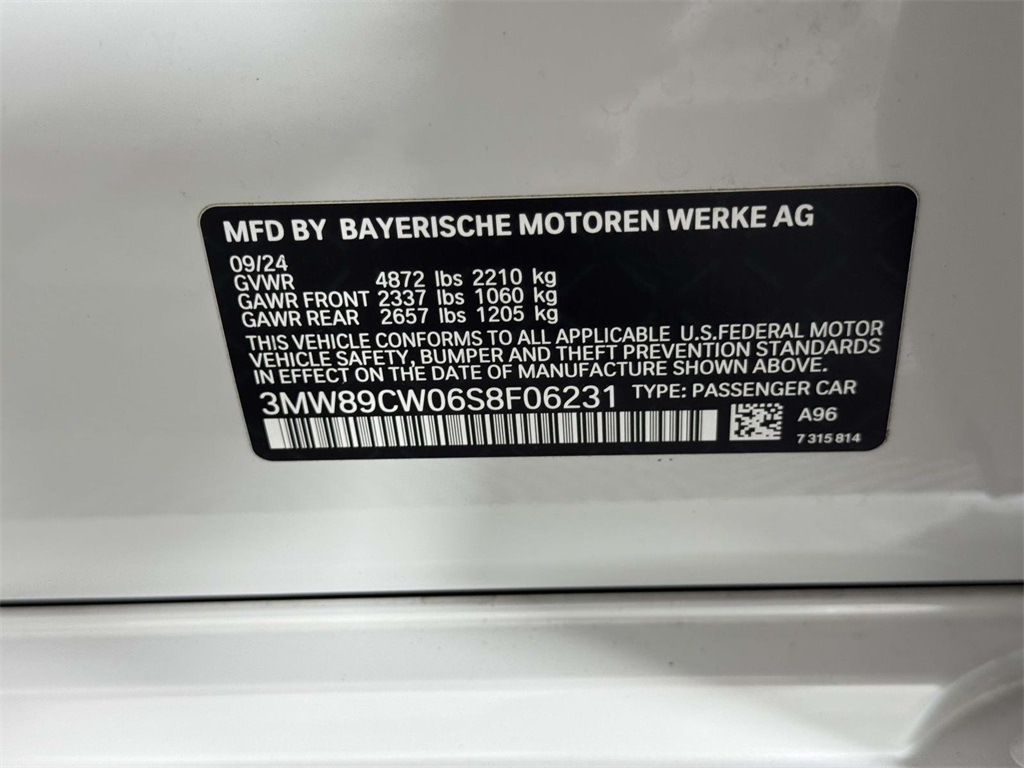 MFD BY BAYERISCHE MOTOREN WERKE AG
09/24
GVWR 4872 lbs 2210 kg
GAWR FRONT 2337 lbs 1060 kg
GAWR REAR 2657 lbs 1205 kg
THIS VEHICLE CONFORMS TO ALL APPLICABLE U.S.FEDERAL MOTOR
VEHICLE SAFETY, BUMPER AND THEFT PREVENTION STANDARDS
IN EFFECT ON THE DATE OF MANUFACTURE SHOWN ABOVE.
3MW89CW06S8F06231 TYPE: PASSENGER CAR
A96
7 315 814